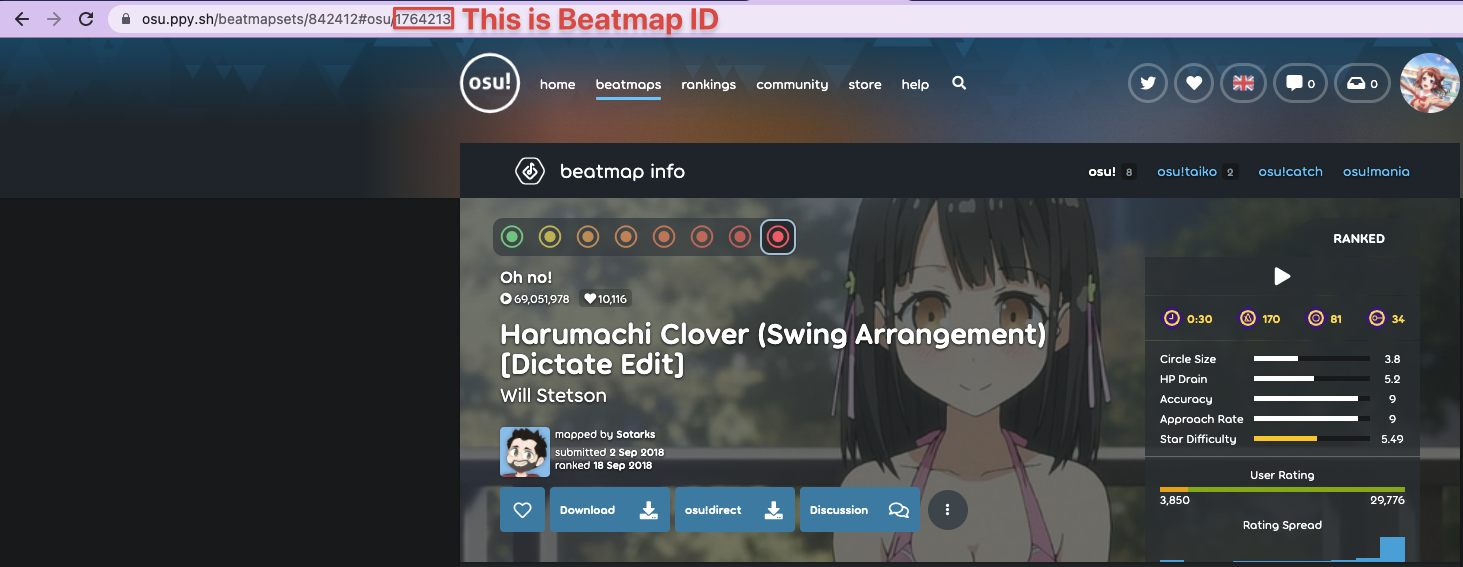 osu.ppy.sh/beatmapsets/842412#osu/1764213 This is Beatmap ID
osu! home beatmaps rankings community store help 0 0
beatmap info
osu! 8 osu!taiko 2 osu!catch osu!mania
RANKED
Oh no!
69,051,978 10,116
Harumachi Clover (Swing Arrangement)
[Dictate Edit]
Will Stetson
mapped by Sotarks
submitted 2 Sep 2018
ranked 18 Sep 2018
Download osu!direct Discussion
0:30 170 81 34
Circle Size 3.8
HP Drain 5.2
Accuracy 9
Approach Rate 9
Star Difficulty 5.49
User Rating
3,850 29,776
Rating Spread